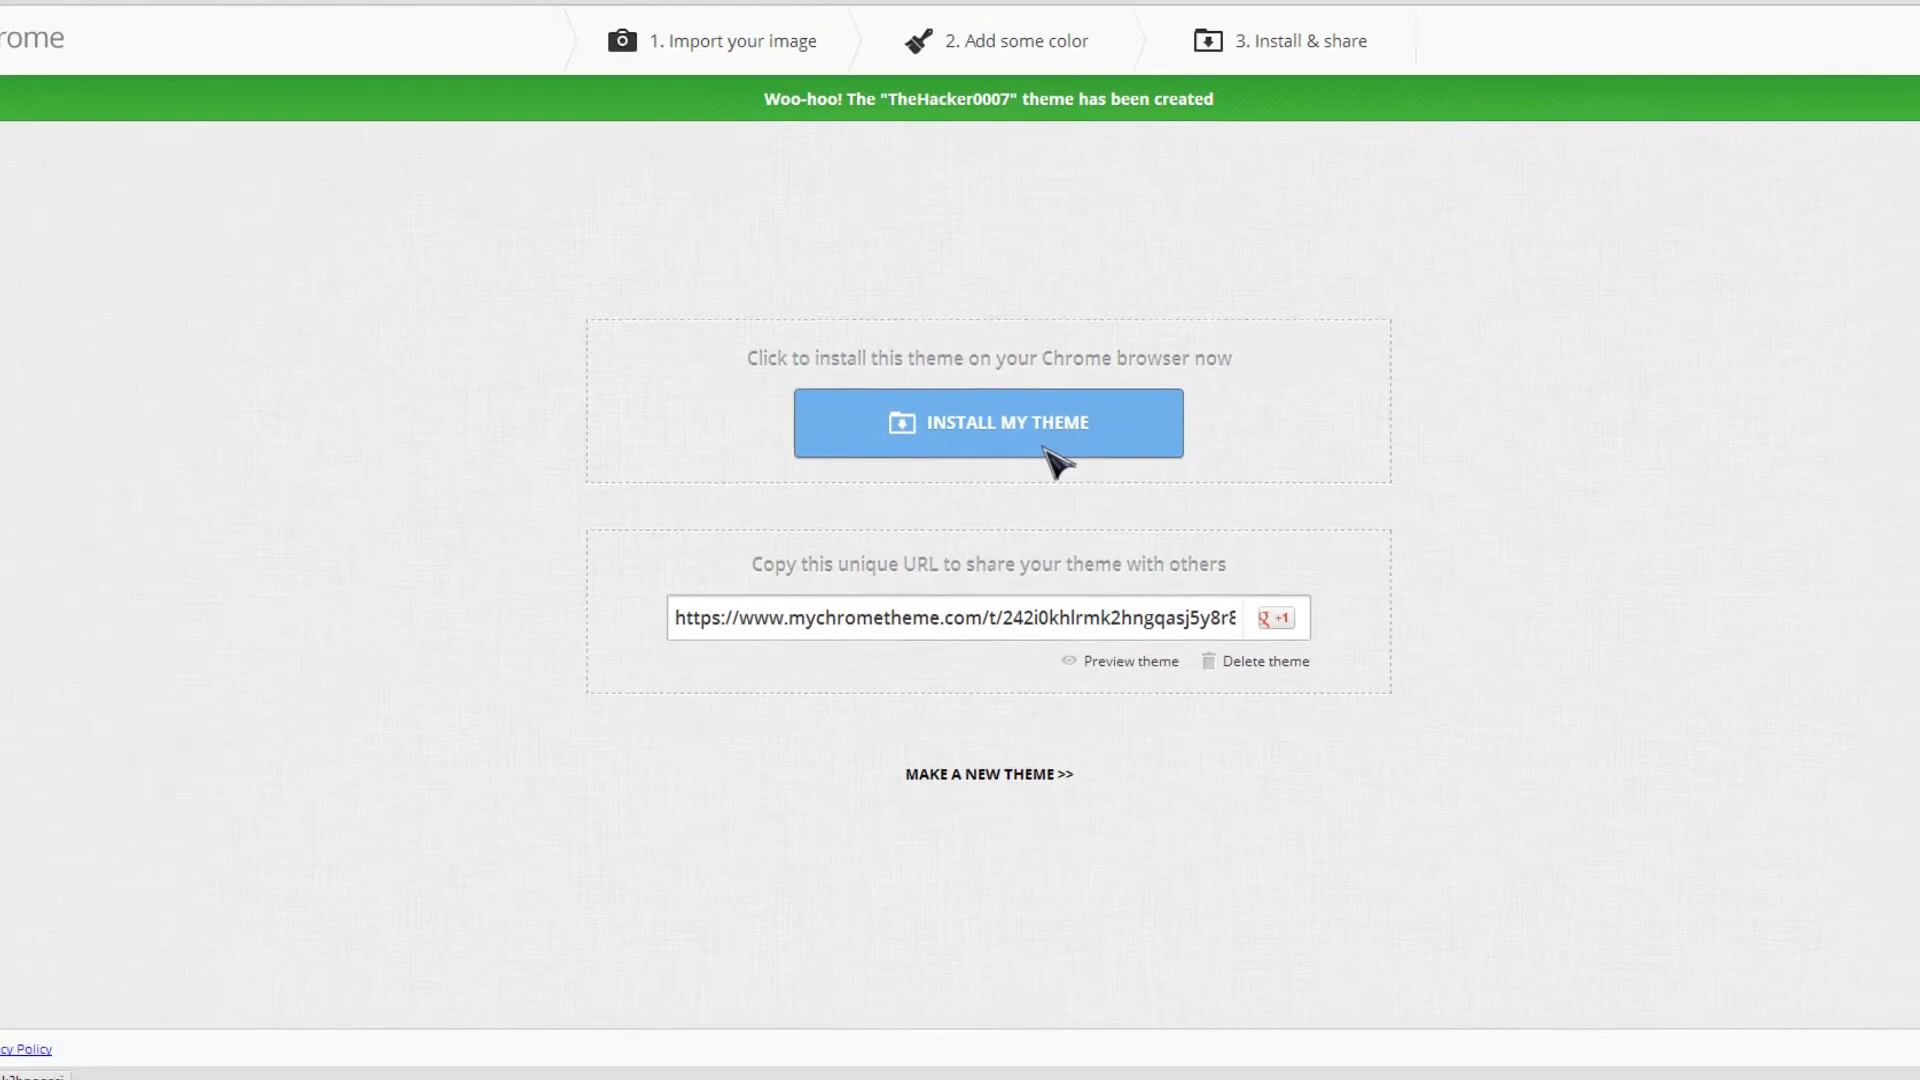 rome
1. Import your image
2. Add some color
3. Install & share
Woo-hoo! The "TheHacker0007" theme has been created
Click to install this theme on your Chrome browser now
INSTALL MY THEME
Copy this unique URL to share your theme with others
https://www.mychrometheme.com/t/242i0khlrmk2hngqasj5y8r8
g +1
Preview theme
Delete theme
MAKE A NEW THEME >>
cy Policy